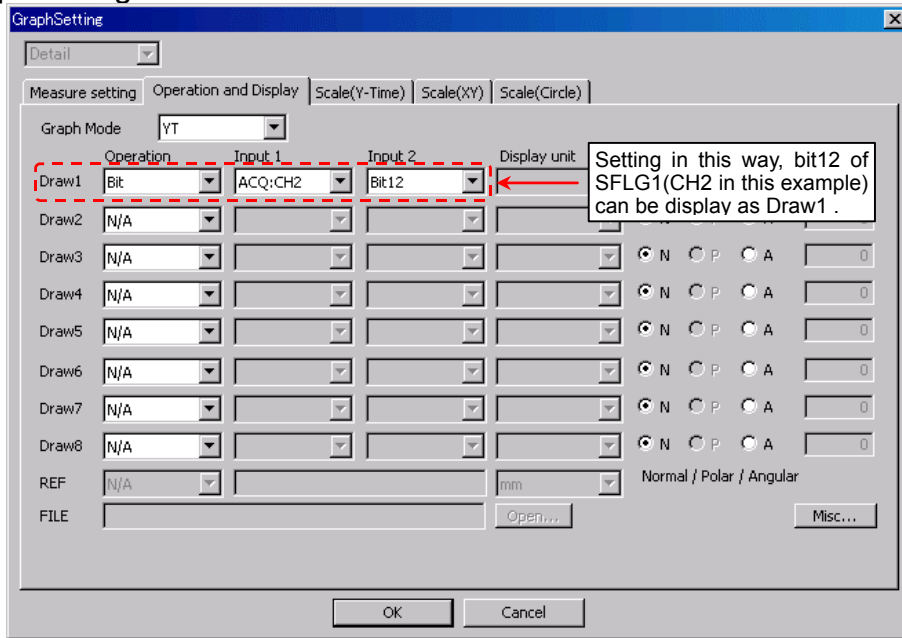 GraphSetting
Detail
Measure setting Operation and Display Scale(Y-Time) Scale(XY) Scale(Circle)
Graph Mode YT
Operation Input 1 Input 2 Display unit
Draw1 Bit ACQ:CH2 Bit12
Setting in this way, bit12 of
SFLG1(CH2 in this example)
can be display as Draw1 .
Draw2 N/A
Draw3 N/A N P A 0
Draw4 N/A N P A 0
Draw5 N/A N P A 0
Draw6 N/A N P A 0
Draw7 N/A N P A 0
Draw8 N/A N P A 0
REF N/A mm Normal / Polar / Angular
FILE Open... Misc...
OK Cancel